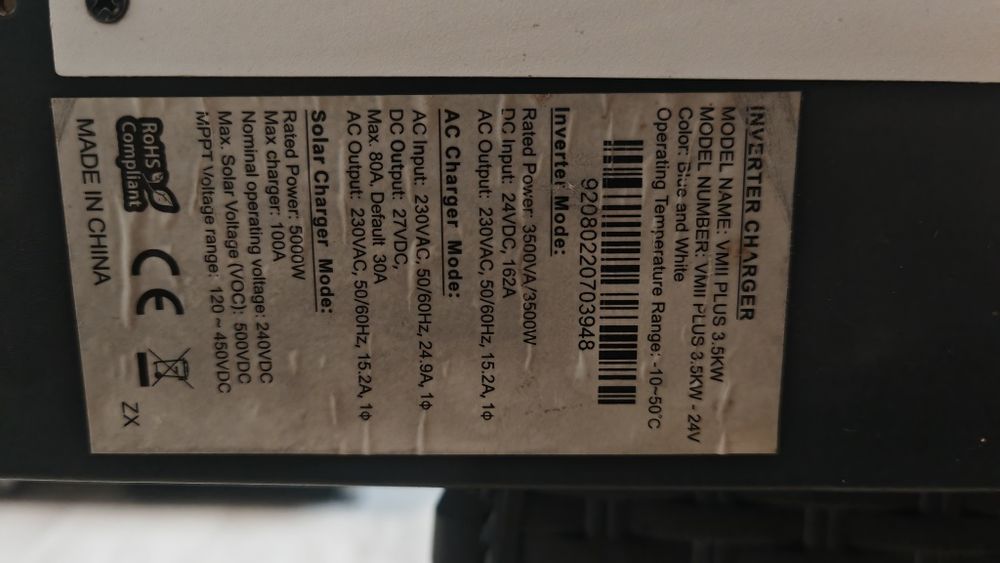 INVERTER CHARGER
MODEL NAME: VMII PLUS 3.5KW
MODEL NUMBER: VMII PLUS 3.5KW - 24V
Color: Blue and White
Operating Temperature Range: -10~50°C
92080220703948
Inverter Mode:
Rated Power: 3500VA/3500W
DC Input: 24VDC, 162A
AC Output: 230VAC, 50/60Hz, 15.2A, 1ϕ
AC Charger Mode:
AC Input: 230VAC, 50/60Hz, 24.9A, 1ϕ
DC Output: 27VDC,
Max. 80A, Default 30A
AC Output: 230VAC, 50/60Hz, 15.2A, 1ϕ
Solar Charger Mode:
Rated Power: 5000W
Max charger: 100A
Nominal operating voltage: 240VDC
Max. Solar Voltage (VOC): 500VDC
MPPT Voltage range: 120 ~ 450VDC
RoHS
Compliant
CE
ZX
MADE IN CHINA